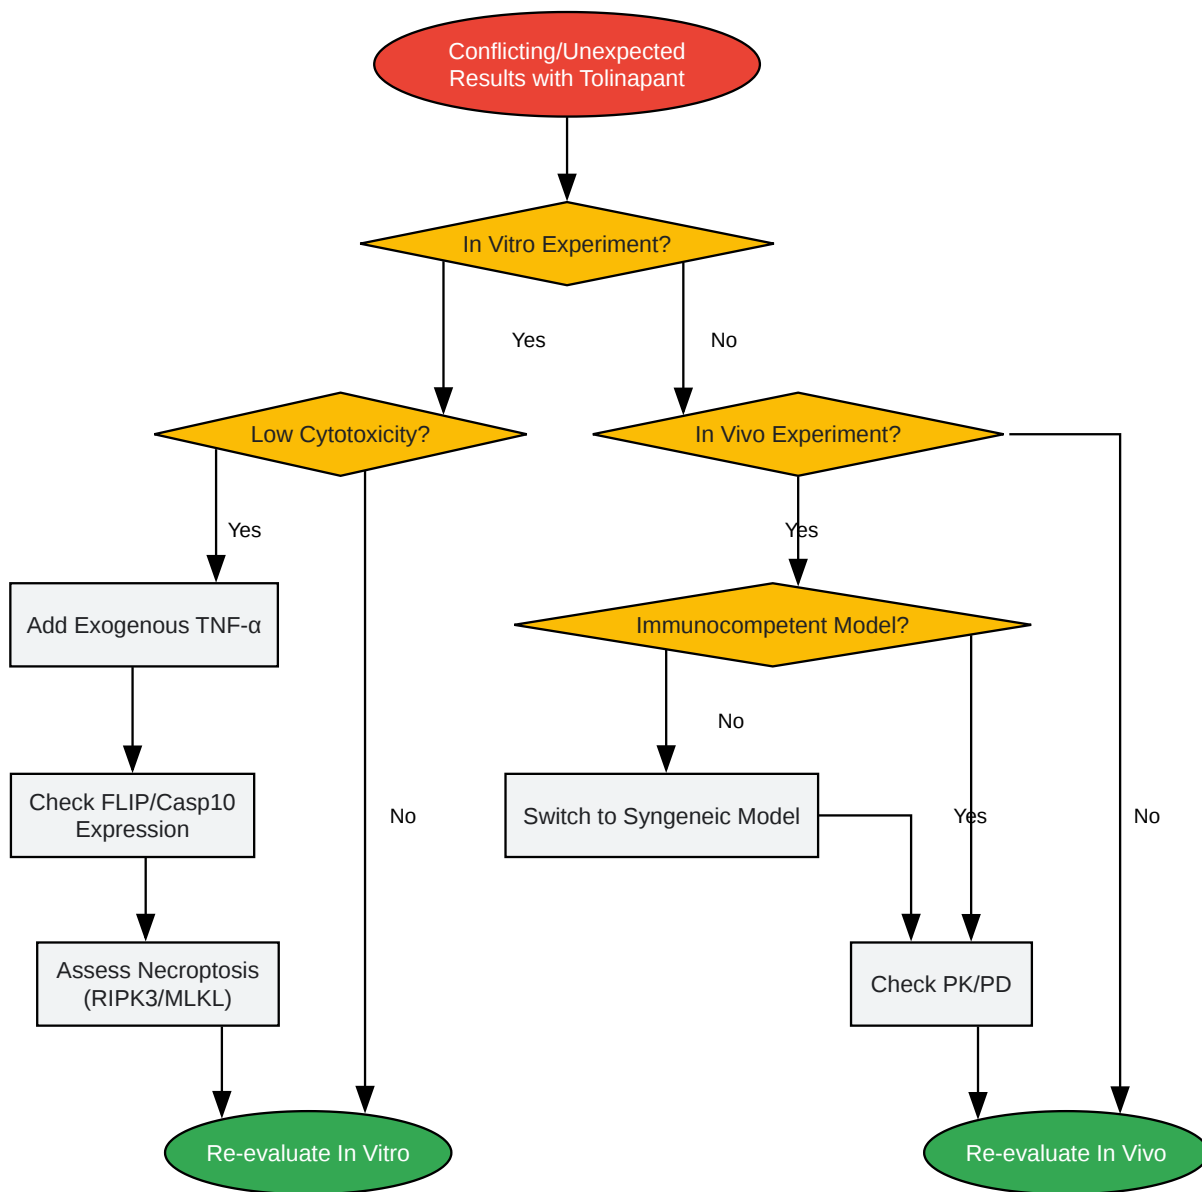 Conflicting/Unexpected
Results with Tolinapant
In Vitro Experiment?
Yes
No
Low Cytotoxicity?
In Vivo Experiment?
Yes
Yes
Add Exogenous TNF-α
Immunocompetent Model?
No
Check FLIP/Casp10
Expression
No
Switch to Syngeneic Model
Yes
No
Assess Necroptosis
(RIPK3/MLKL)
Check PK/PD
Re-evaluate In Vitro
Re-evaluate In Vivo